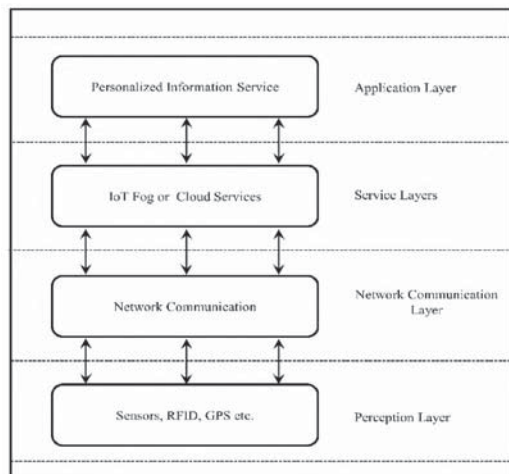 Personalized Information Service
Application Layer
IoT Fog or Cloud Services
Service Layers
Network Communication
Network Communication
Layer
Sensors, RFID, GPS etc.
Perception Layer